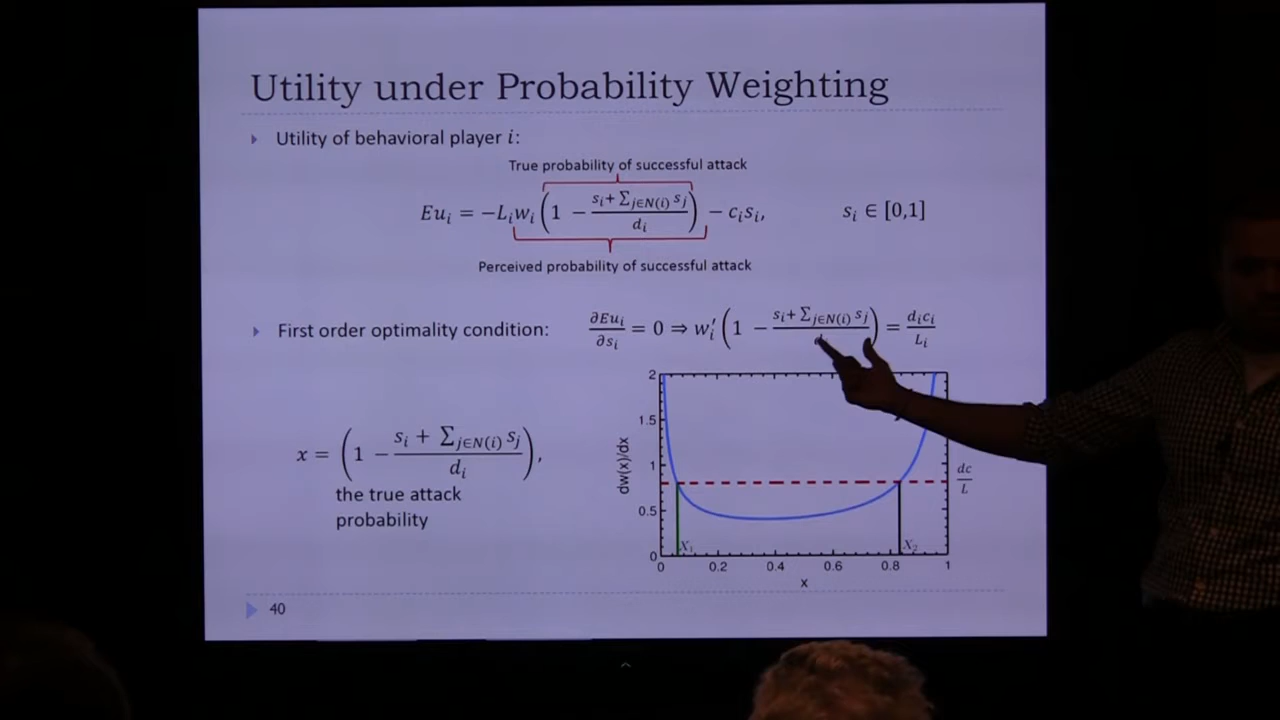 Utility under Probability Weighting
Utility of behavioral player i:
True probability of successful attack
Eu_i = −L_i w_i (1 − (s_i + ∑_{j∈N(i)} s_j) / d_i) − c_i s_i,    s_i ∈ [0,1]
Perceived probability of successful attack
First order optimality condition:    ∂Eu_i/∂s_i = 0 ⇒ w_i′ (1 − (s_i + ∑_{j∈N(i)} s_j) / d_i) = d_i c_i / L_i
x = (1 − (s_i + ∑_{j∈N(i)} s_j) / d_i),
the true attack
probability
2
1.5
1
0.5
0
dw(x)/dx
dc/L
X_1
X_2
0 0.2 0.4 0.6 0.8 1
x
40